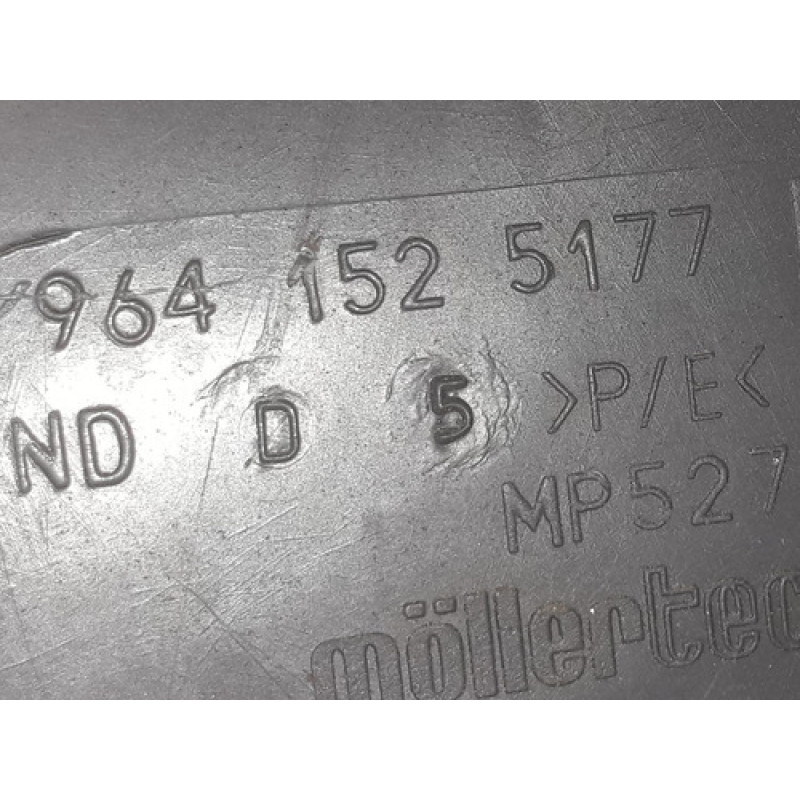 964 152 5177
ND D 5 >P/E<
MP527
möllertec